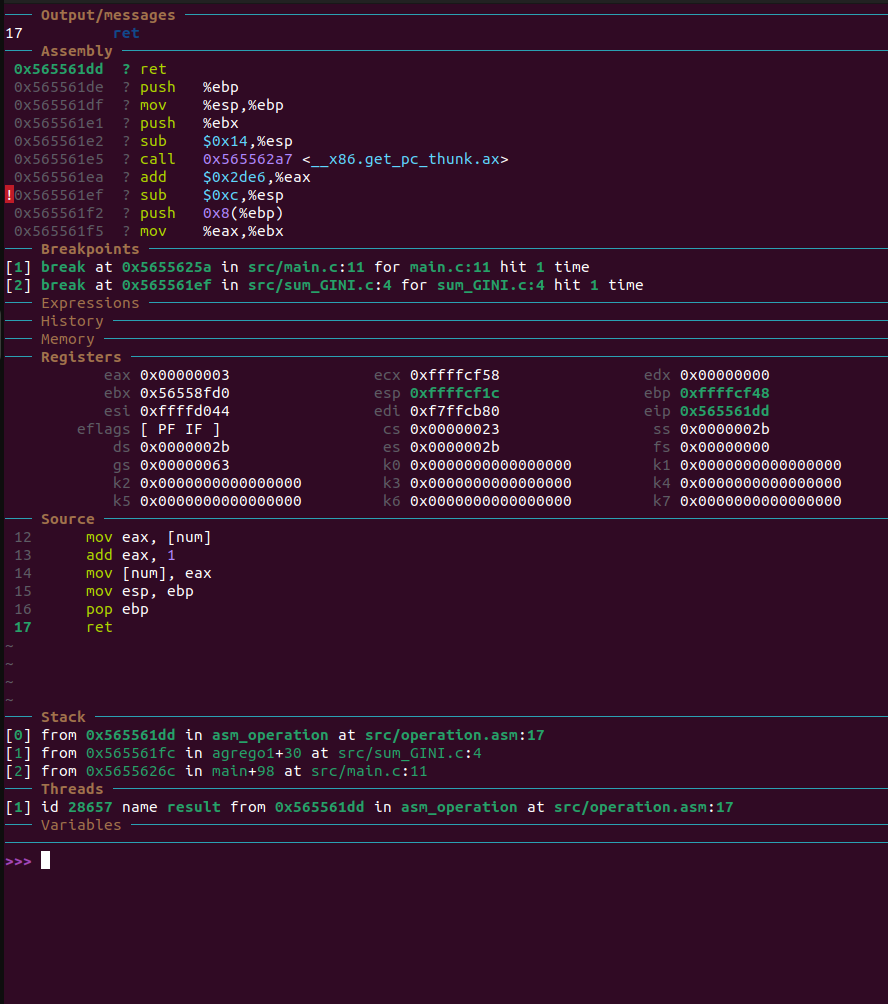 Output/messages
17 ret
Assembly
0x565561dd ? ret
0x565561de ? push %ebp
0x565561df ? mov %esp,%ebp
0x565561e1 ? push %ebx
0x565561e2 ? sub $0x14,%esp
0x565561e5 ? call 0x565562a7 <__x86.get_pc_thunk.ax>
0x565561ea ? add $0x2de6,%eax
!0x565561ef ? sub $0xc,%esp
0x565561f2 ? push 0x8(%ebp)
0x565561f5 ? mov %eax,%ebx
Breakpoints
[1] break at 0x5655625a in src/main.c:11 for main.c:11 hit 1 time
[2] break at 0x565561ef in src/sum_GINI.c:4 for sum_GINI.c:4 hit 1 time
Expressions
History
Memory
Registers
eax 0x00000003 ecx 0xffffcf58 edx 0x00000000
ebx 0x56558fd0 esp 0xffffcf1c ebp 0xffffcf48
esi 0xffffd044 edi 0xf7ffcb80 eip 0x565561dd
eflags [ PF IF ] cs 0x00000023 ss 0x0000002b
ds 0x0000002b es 0x0000002b fs 0x00000000
gs 0x00000063 k0 0x0000000000000000 k1 0x0000000000000000
k2 0x0000000000000000 k3 0x0000000000000000 k4 0x0000000000000000
k5 0x0000000000000000 k6 0x0000000000000000 k7 0x0000000000000000
Source
12 mov eax, [num]
13 add eax, 1
14 mov [num], eax
15 mov esp, ebp
16 pop ebp
17 ret
~
~
~
~
Stack
[0] from 0x565561dd in asm_operation at src/operation.asm:17
[1] from 0x565561fc in agrego1+30 at src/sum_GINI.c:4
[2] from 0x5655626c in main+98 at src/main.c:11
Threads
[1] id 28657 name result from 0x565561dd in asm_operation at src/operation.asm:17
Variables
>>>